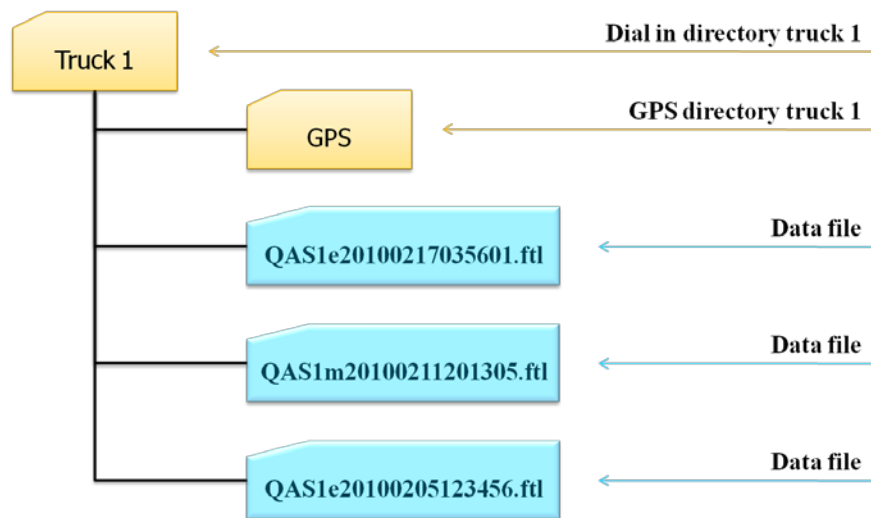 Truck 1
Dial in directory truck 1
GPS
GPS directory truck 1
QAS1e20100217035601.ftl
Data file
QAS1m20100211201305.ftl
Data file
QAS1e20100205123456.ftl
Data file